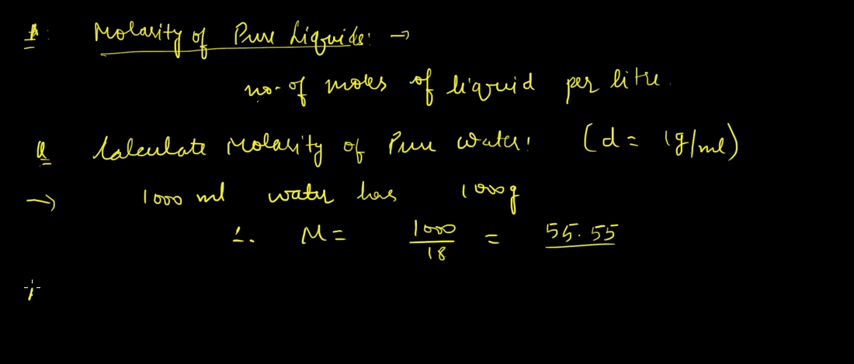 Molarity of Pure Liquids: →
no. of moles of liquid per litre.
Q Calculate Molarity of Pure water! (d = 1g/ml)
→ 1000 ml water has 1000g
∴ M = 1000/18 = 55.55